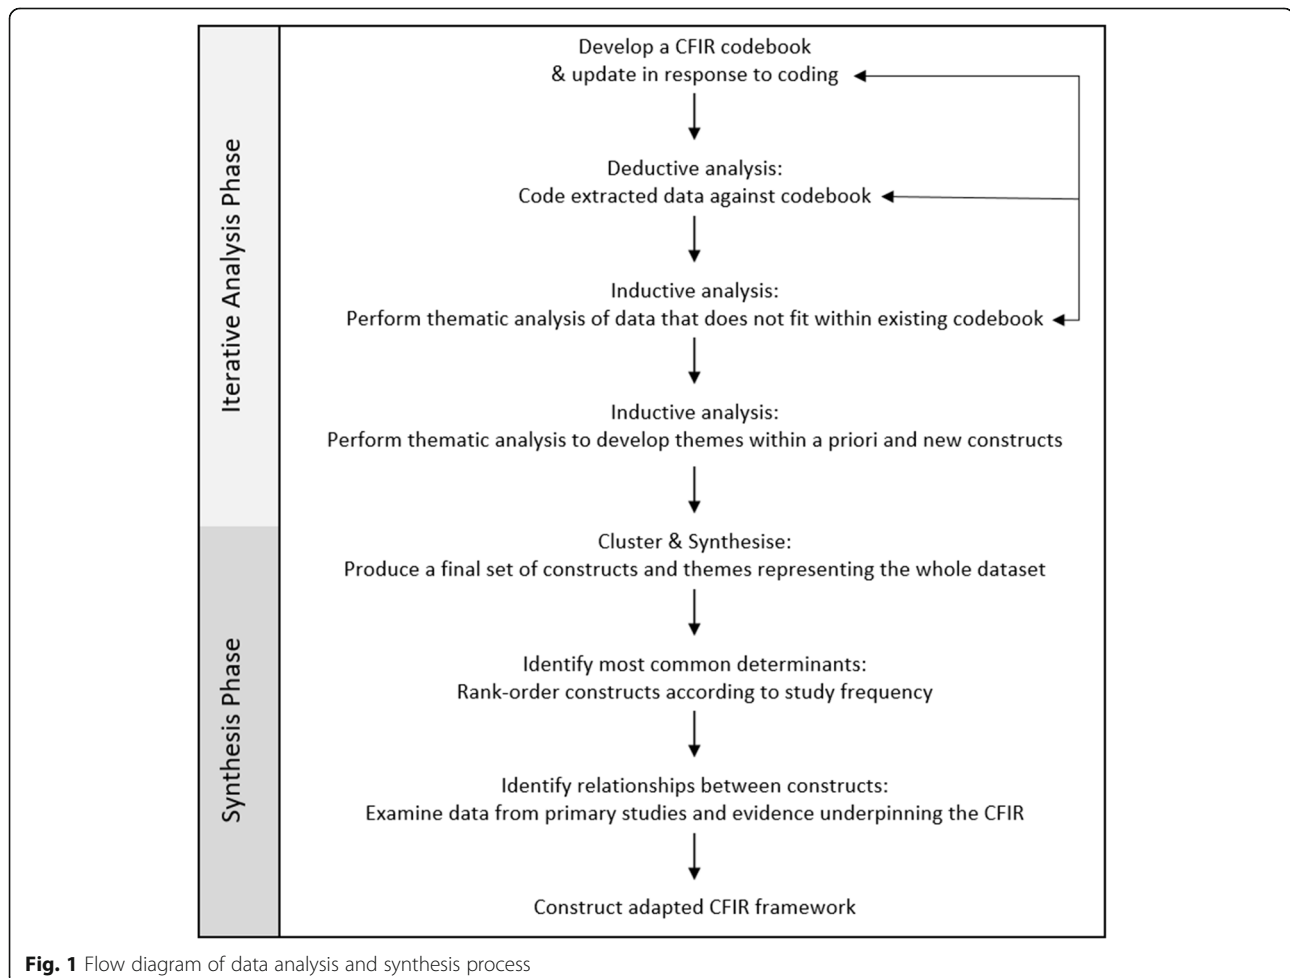 Iterative Analysis Phase
Synthesis Phase
Develop a CFIR codebook
& update in response to coding
Deductive analysis:
Code extracted data against codebook
Inductive analysis:
Perform thematic analysis of data that does not fit within existing codebook
Inductive analysis:
Perform thematic analysis to develop themes within a priori and new constructs
Cluster & Synthesise:
Produce a final set of constructs and themes representing the whole dataset
Identify most common determinants:
Rank-order constructs according to study frequency
Identify relationships between constructs:
Examine data from primary studies and evidence underpinning the CFIR
Construct adapted CFIR framework
Fig. 1 Flow diagram of data analysis and synthesis process